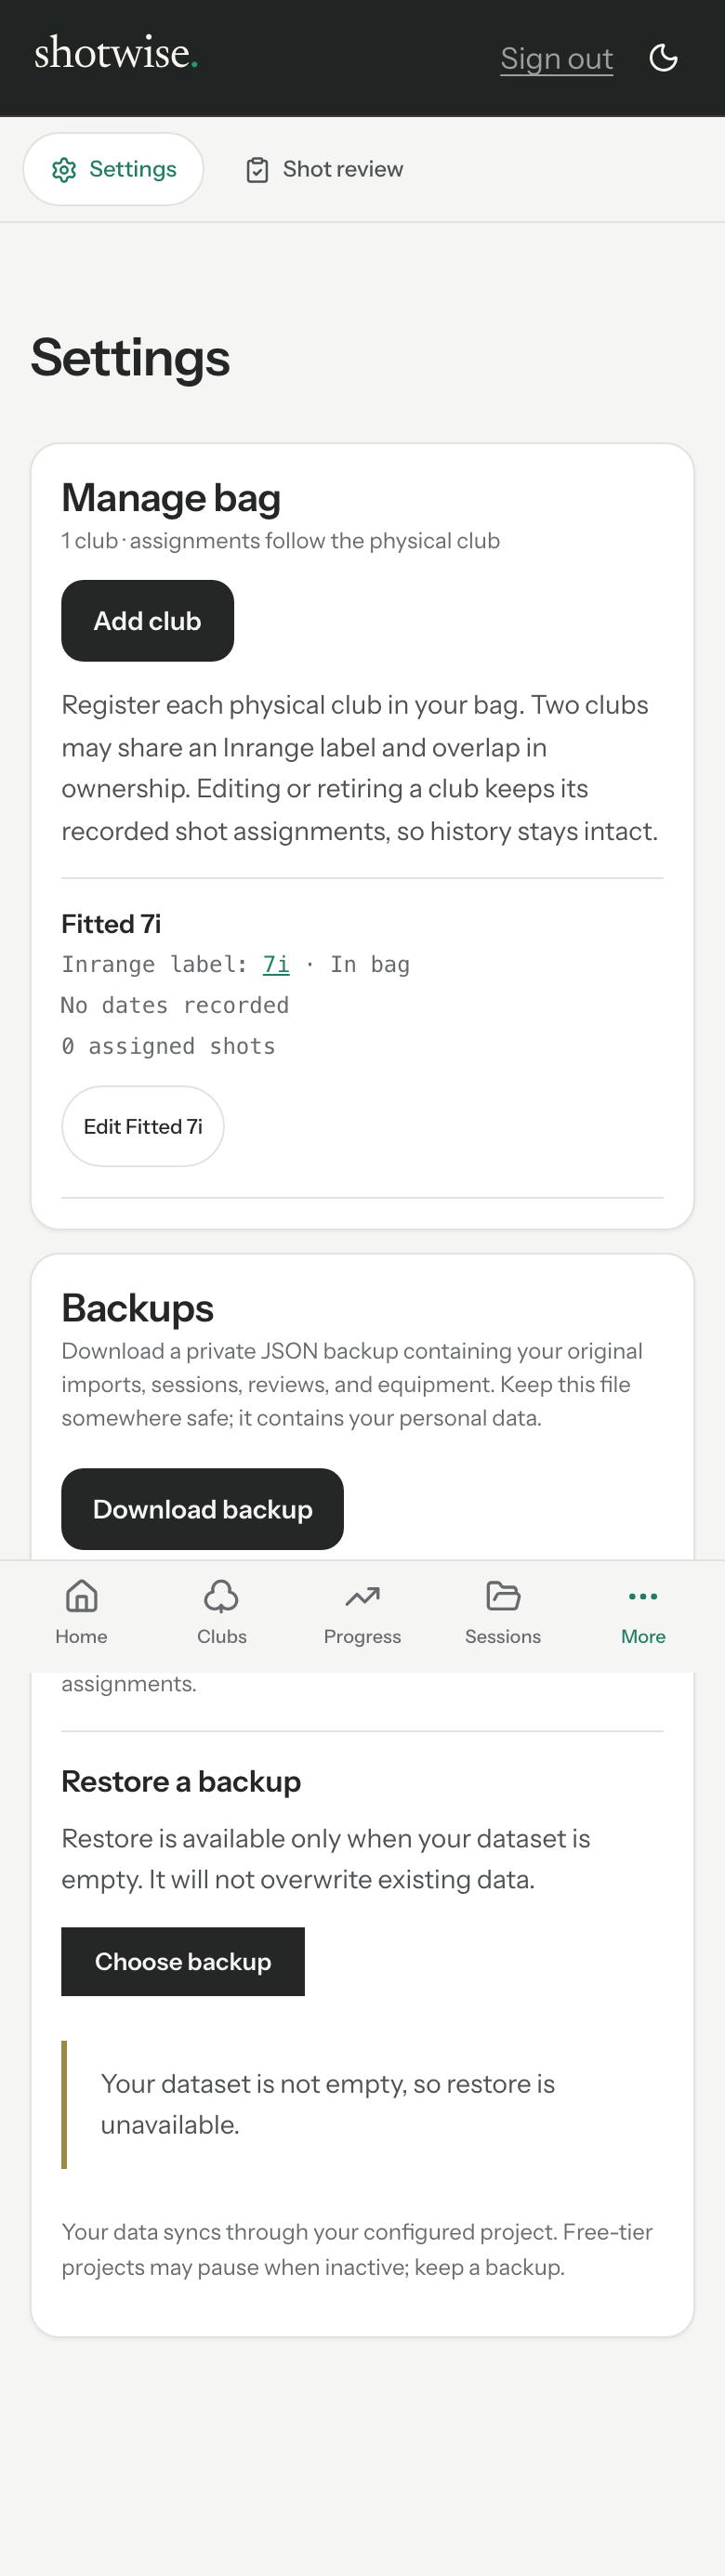 shotwise.
Sign out
Settings
Shot review
Settings
Manage bag
1 club · assignments follow the physical club
Add club
Register each physical club in your bag. Two clubs
may share an Inrange label and overlap in
ownership. Editing or retiring a club keeps its
recorded shot assignments, so history stays intact.
Fitted 7i
Inrange label: 7i · In bag
No dates recorded
0 assigned shots
Edit Fitted 7i
Backups
Download a private JSON backup containing your original
imports, sessions, reviews, and equipment. Keep this file
somewhere safe; it contains your personal data.
Download backup
Home
Clubs
Progress
Sessions
More
assignments.
Restore a backup
Restore is available only when your dataset is
empty. It will not overwrite existing data.
Choose backup
Your dataset is not empty, so restore is
unavailable.
Your data syncs through your configured project. Free-tier
projects may pause when inactive; keep a backup.